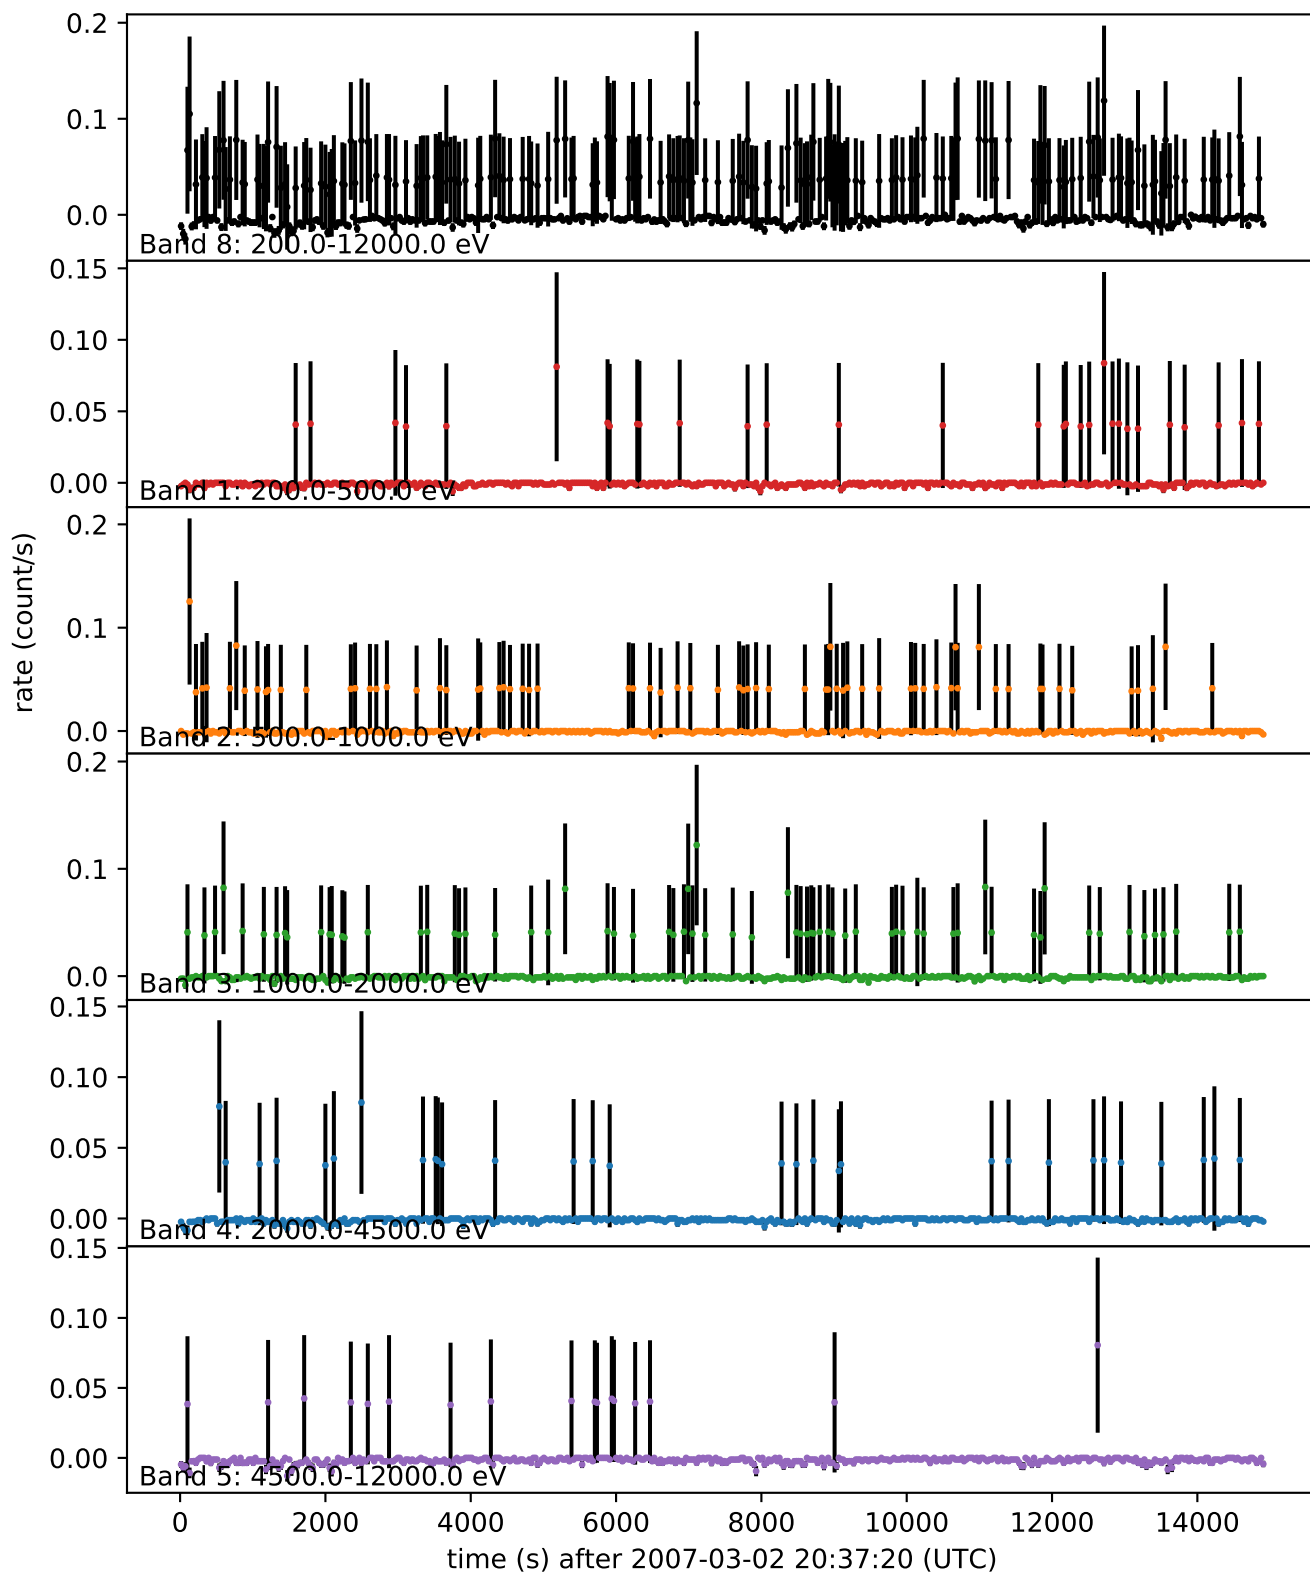 0.2
0.1
0.0
Band 8: 200.0-12000.0 eV
0.15
0.10
0.05
0.00
Band 1: 200.0-500.0 eV
0.2
0.1
0.0
Band 2: 500.0-1000.0 eV
rate (count/s)
0.2
0.1
0.0
Band 3: 1000.0-2000.0 eV
0.15
0.10
0.05
0.00
Band 4: 2000.0-4500.0 eV
0.15
0.10
0.05
0.00
Band 5: 4500.0-12000.0 eV
0 2000 4000 6000 8000 10000 12000 14000
time (s) after 2007-03-02 20:37:20 (UTC)